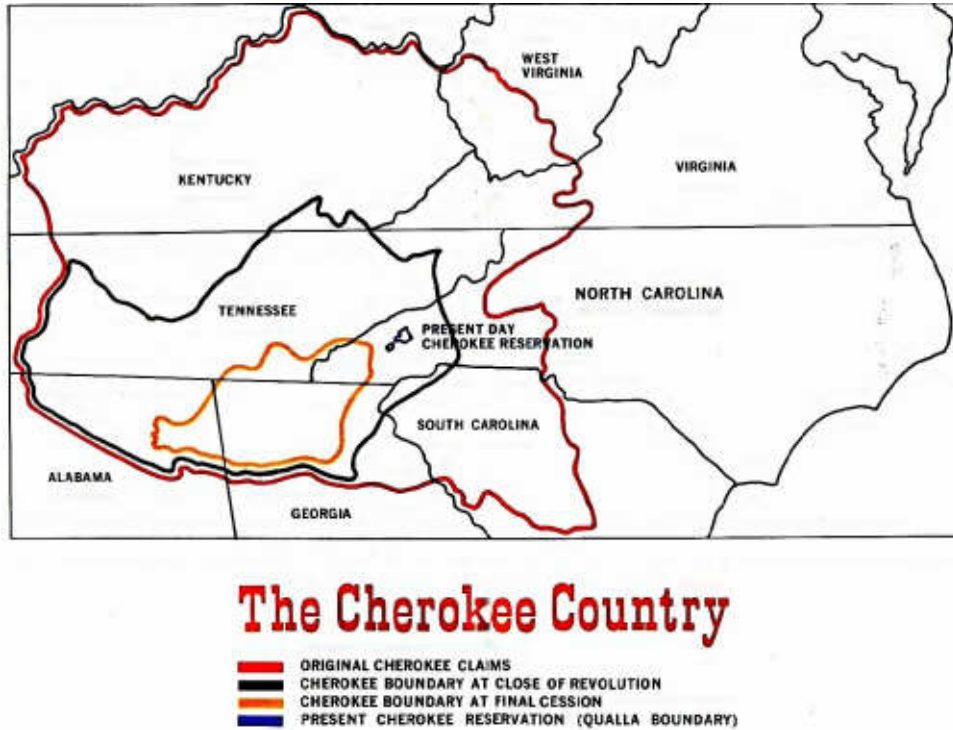 WEST
VIRGINIA
KENTUCKY
VIRGINIA
TENNESSEE
NORTH CAROLINA
PRESENT DAY
CHEROKEE RESERVATION
SOUTH CAROLINA
ALABAMA
GEORGIA
The Cherokee Country
ORIGINAL CHEROKEE CLAIMS
CHEROKEE BOUNDARY AT CLOSE OF REVOLUTION
CHEROKEE BOUNDARY AT FINAL CESSION
PRESENT CHEROKEE RESERVATION (QUALLA BOUNDARY)